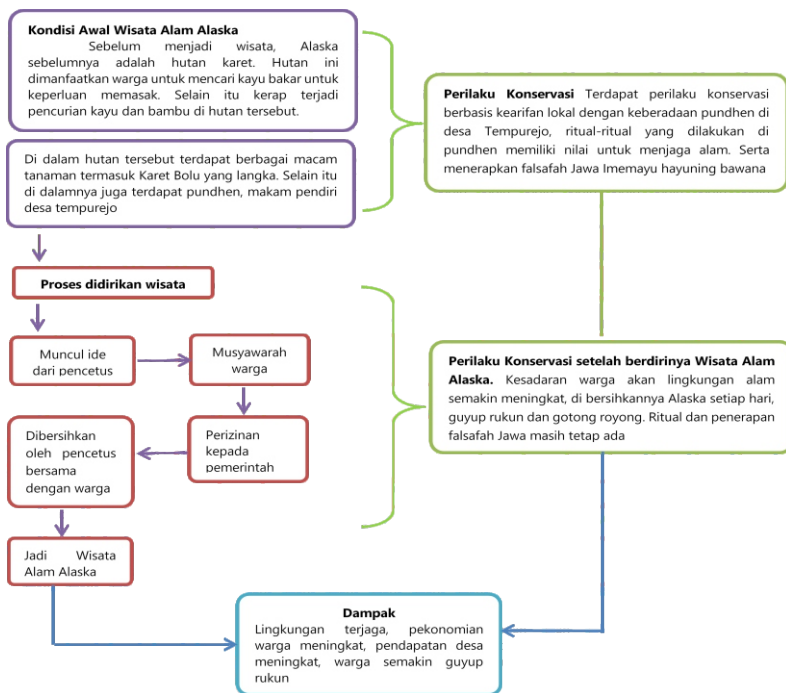 Kondisi Awal Wisata Alam Alaska
Sebelum menjadi wisata, Alaska
sebelumnya adalah hutan karet. Hutan ini
dimanfaatkan warga untuk mencari kayu bakar untuk
keperluan memasak. Selain itu kerap terjadi
pencurian kayu dan bambu di hutan tersebut.
Di dalam hutan tersebut terdapat berbagai macam
tanaman termasuk Karet Bolu yang langka. Selain itu
di dalamnya juga terdapat pundhen, makam pendiri
desa tempurejo
Perilaku Konservasi Terdapat perilaku konservasi
berbasis kearifan lokal dengan keberadaan pundhen di
desa Tempurejo, ritual-ritual yang dilakukan di
pundhen memiliki nilai untuk menjaga alam. Serta
menerapkan falsafah Jawa Imemayu hayuning bawana
Proses didirikan wisata
Muncul ide
dari pencetus
Musyawarah
warga
Perizinan
kepada
pemerintah
Dibersihkan
oleh pencetus
bersama
dengan warga
Jadi Wisata
Alam Alaska
Perilaku Konservasi setelah berdirinya Wisata Alam
Alaska. Kesadaran warga akan lingkungan alam
semakin meningkat, di bersihkannya Alaska setiap hari,
guyup rukun dan gotong royong. Ritual dan penerapan
falsafah Jawa masih tetap ada
Dampak
Lingkungan terjaga, pekonomian
warga meningkat, pendapatan desa
meningkat, warga semakin guyup
rukun